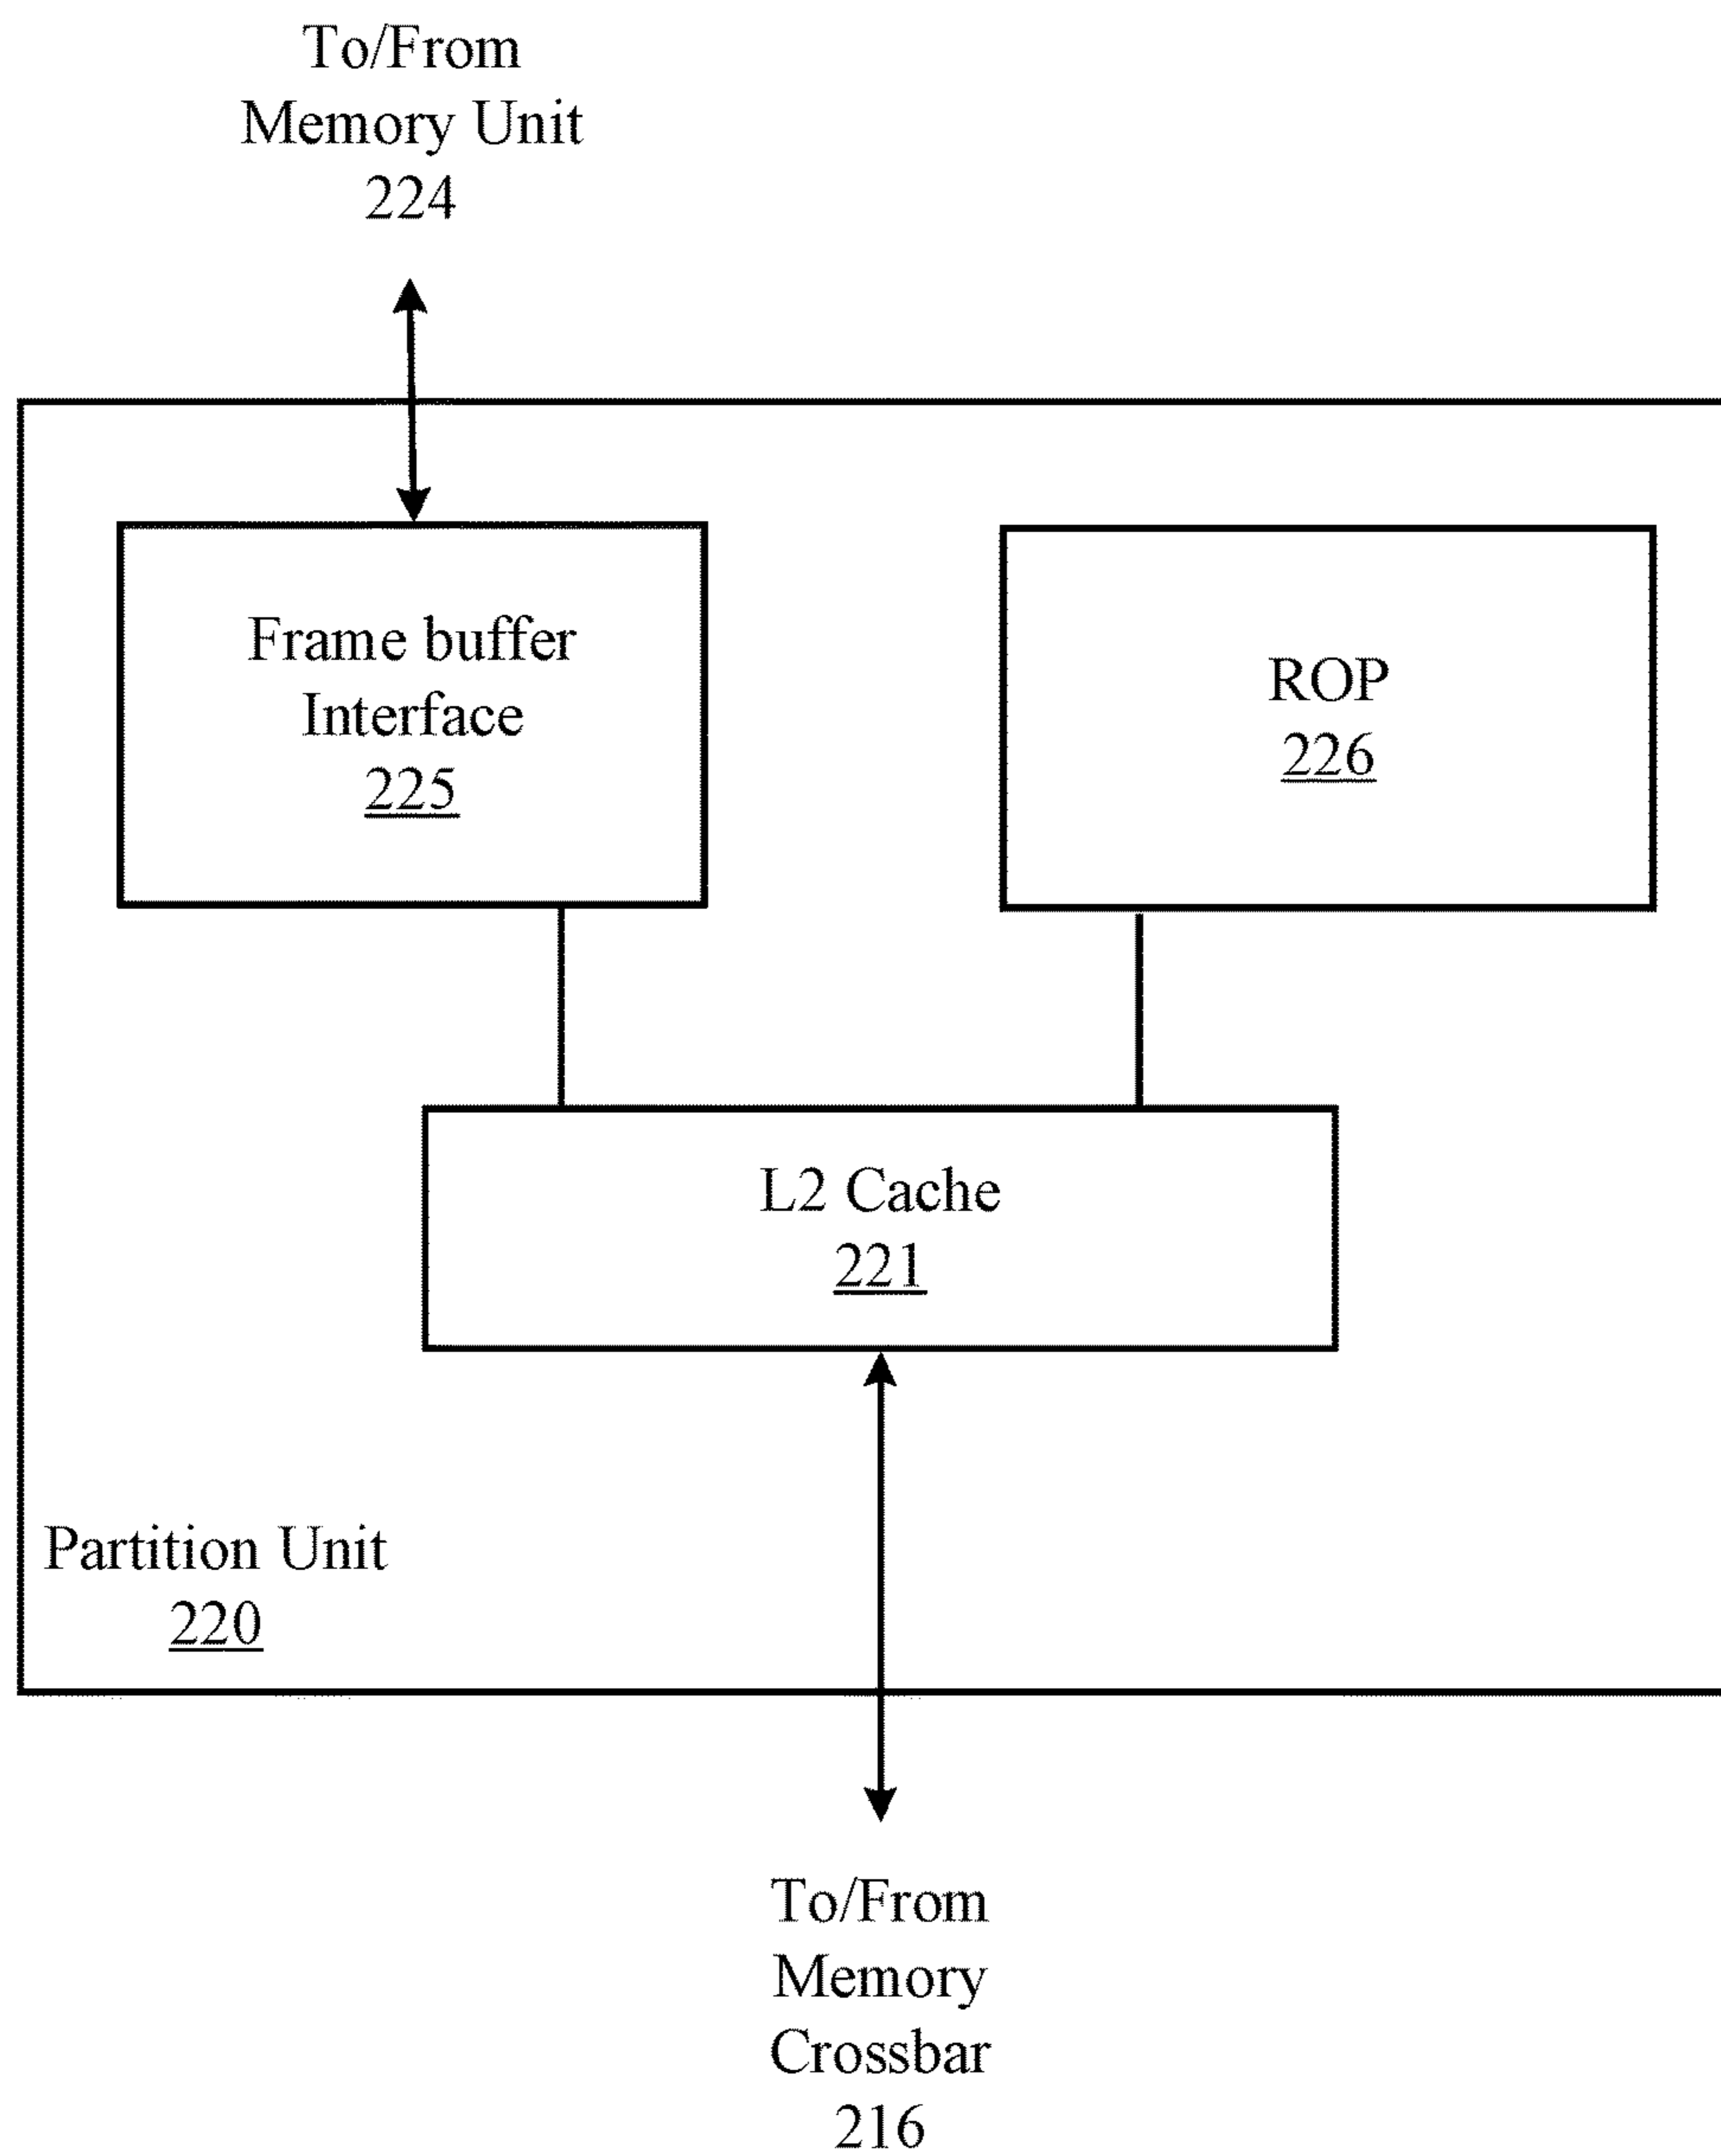 To/From
Memory Unit
224
Frame buffer
Interface
225
ROP
226
L2 Cache
221
Partition Unit
220
To/From
Memory
Crossbar
216